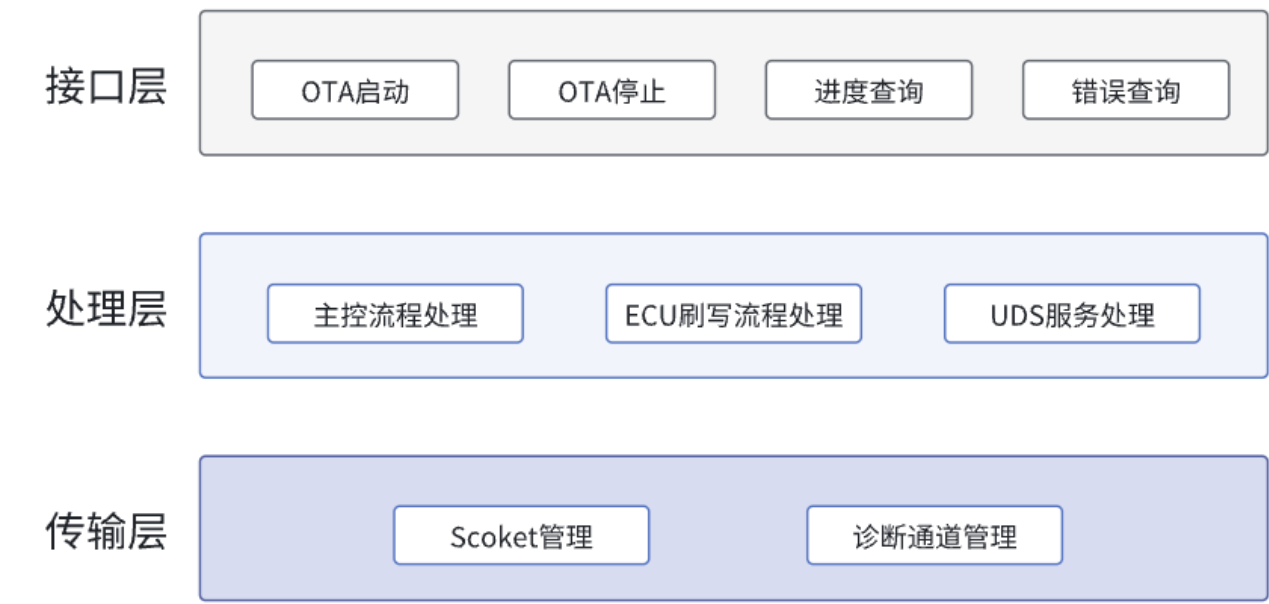 接口层
OTA启动
OTA停止
进度查询
错误查询
处理层
主控流程处理
ECU刷写流程处理
UDS服务处理
传输层
Scoket管理
诊断通道管理